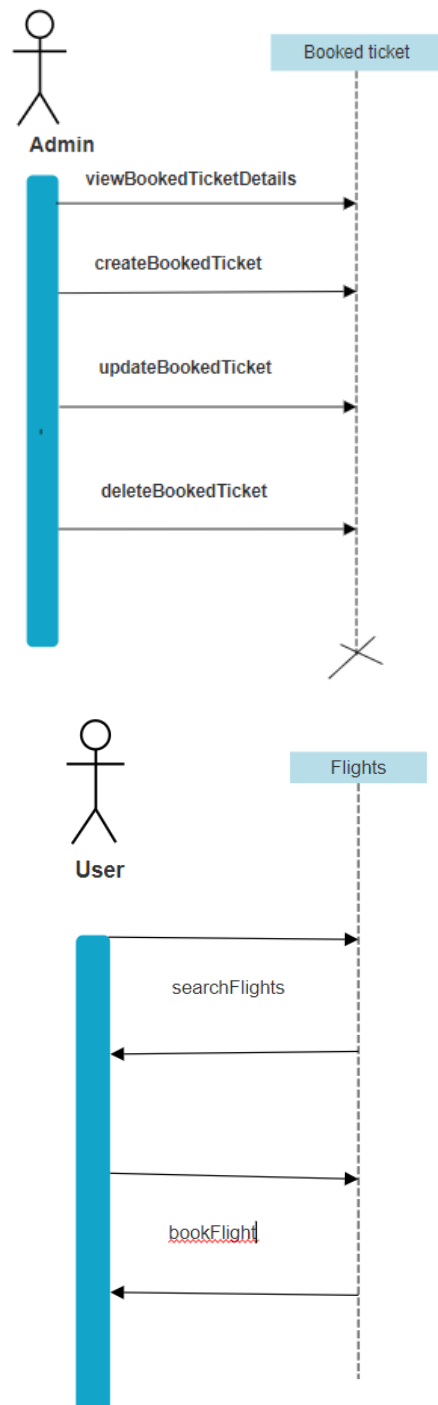 Booked ticket
Admin
viewBookedTicketDetails
createBookedTicket
updateBookedTicket
deleteBookedTicket
Flights
User
searchFlights
bookFlight